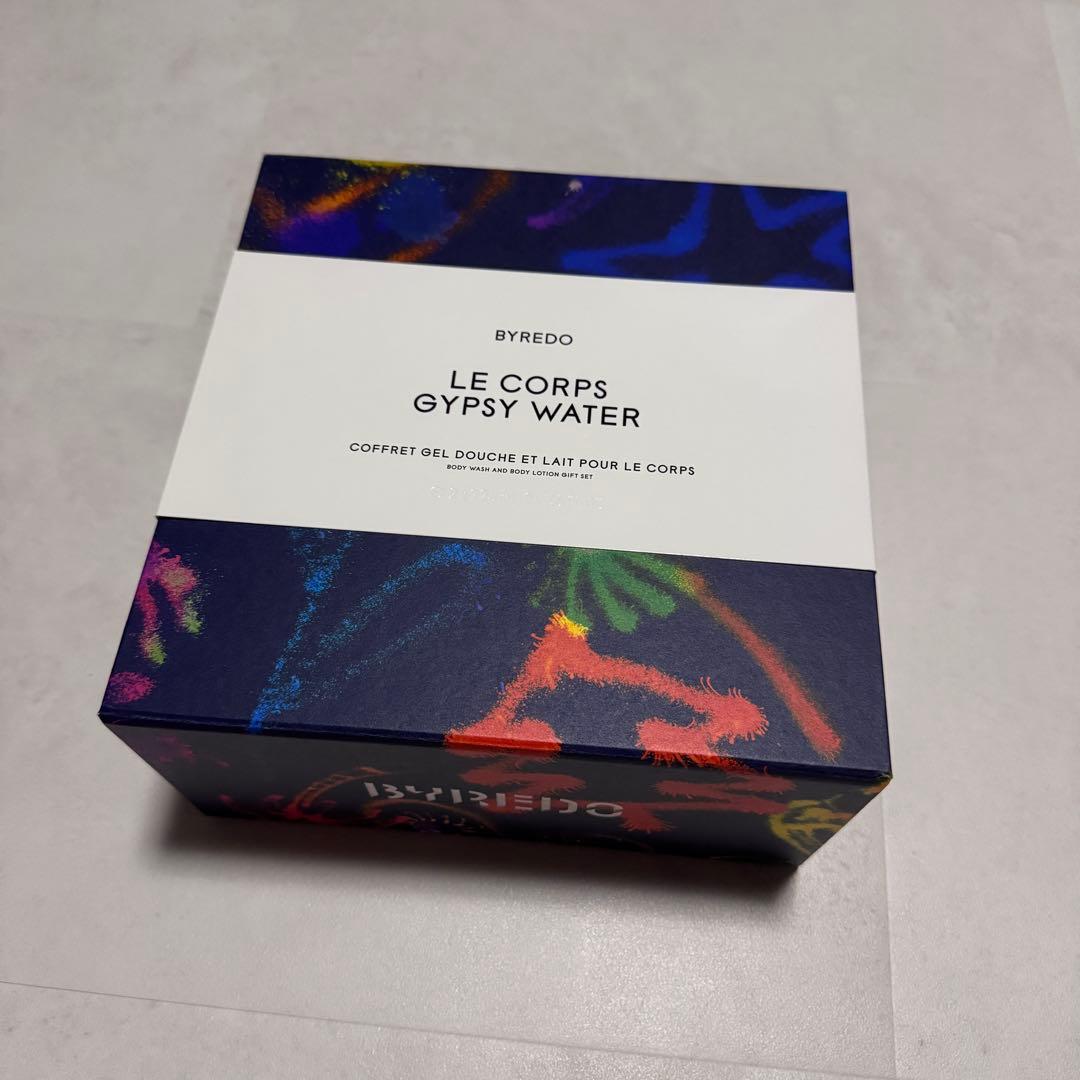 BYREDO
LE CORPS
GYPSY WATER
COFFRET GEL DOUCHE ET LAIT POUR LE CORPS
BODY WASH AND BODY LOTION GIFT SET
BYREDO